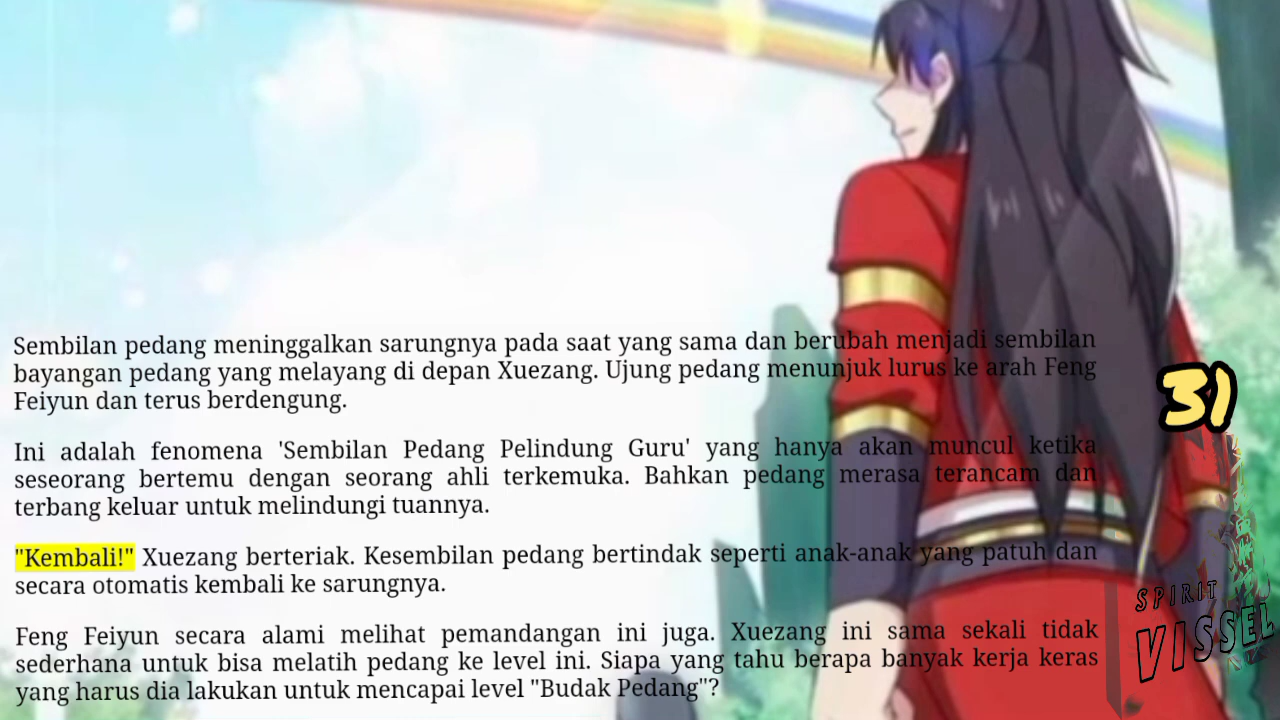 Sembilan pedang meninggalkan sarungnya pada saat yang sama dan berubah menjadi sembilan
bayangan pedang yang melayang di depan Xuezang. Ujung pedang menunjuk lurus ke arah Feng
Feiyun dan terus berdengung.
Ini adalah fenomena 'Sembilan Pedang Pelindung Guru' yang hanya akan muncul ketika
seseorang bertemu dengan seorang ahli terkemuka. Bahkan pedang merasa terancam dan
terbang keluar untuk melindungi tuannya.
"Kembali!" Xuezang berteriak. Kesembilan pedang bertindak seperti anak-anak yang patuh dan
secara otomatis kembali ke sarungnya.
Feng Feiyun secara alami melihat pemandangan ini juga. Xuezang ini sama sekali tidak
sederhana untuk bisa melatih pedang ke level ini. Siapa yang tahu berapa banyak kerja keras
yang harus dia lakukan untuk mencapai level "Budak Pedang"?
31
SPIRIT
VISSEL